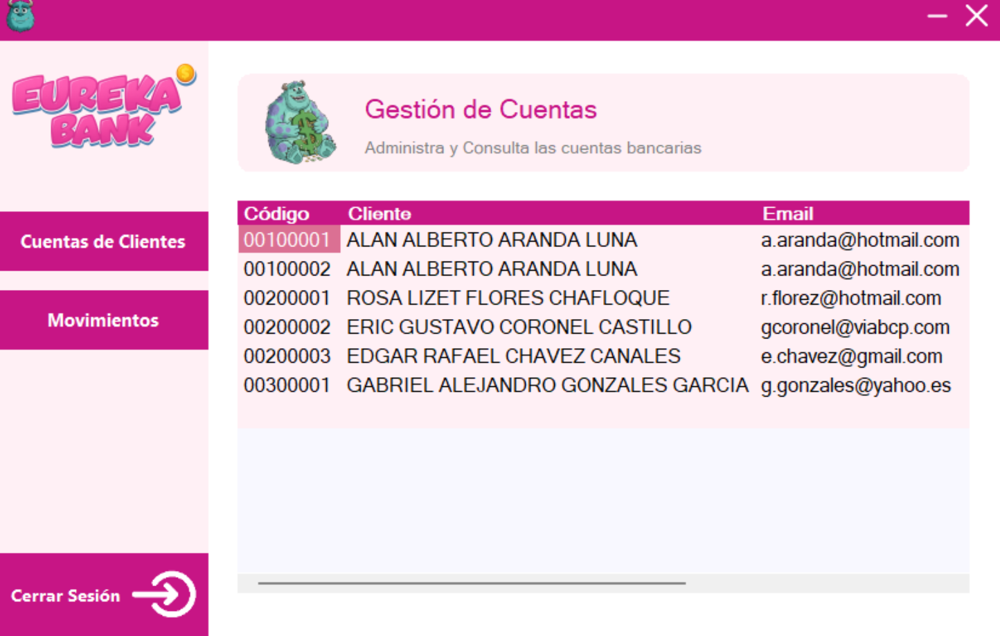 EUREKA
BANK
Cuentas de Clientes
Movimientos
Cerrar Sesión
Gestión de Cuentas
Administra y Consulta las cuentas bancarias
Código Cliente Email
00100001 ALAN ALBERTO ARANDA LUNA a.aranda@hotmail.com
00100002 ALAN ALBERTO ARANDA LUNA a.aranda@hotmail.com
00200001 ROSA LIZET FLORES CHAFLOQUE r.florez@hotmail.com
00200002 ERIC GUSTAVO CORONEL CASTILLO gcoronel@viabcp.com
00200003 EDGAR RAFAEL CHAVEZ CANALES e.chavez@gmail.com
00300001 GABRIEL ALEJANDRO GONZALES GARCIA g.gonzales@yahoo.es